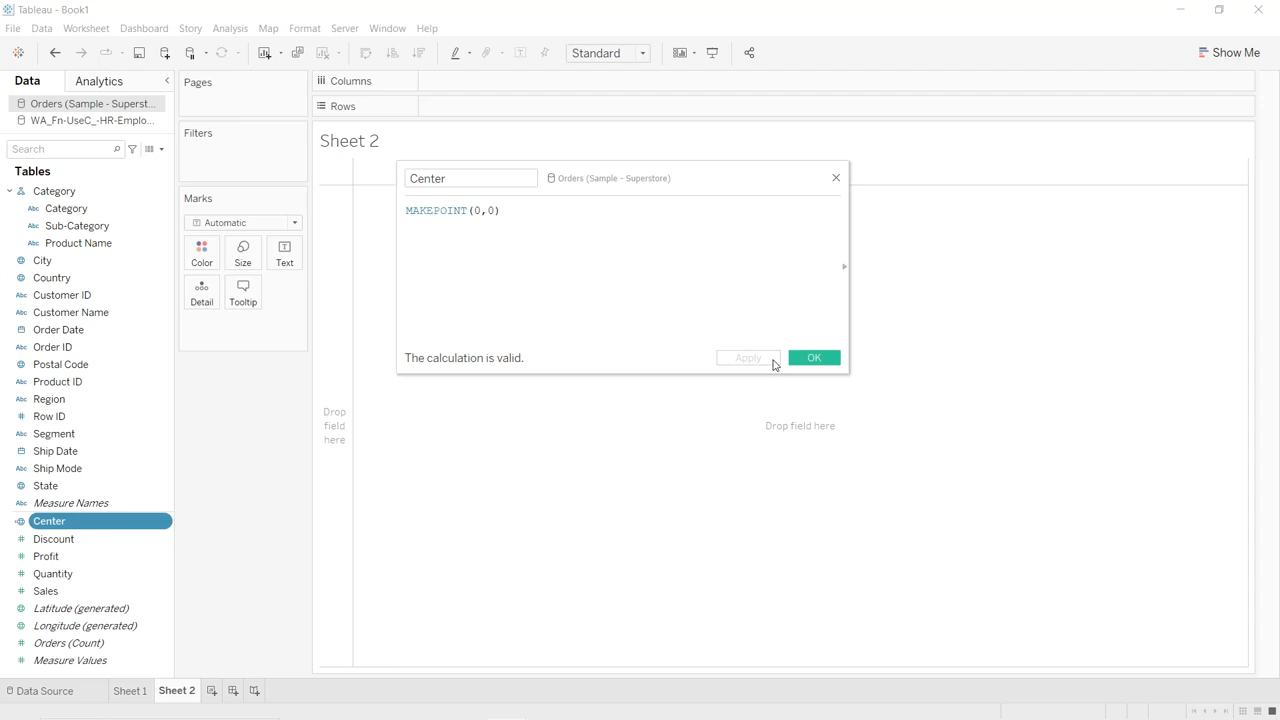 Tableau - Book1
File Data Worksheet Dashboard Story Analysis Map Format Server Window Help
Standard
Show Me
Data Analytics
Orders (Sample - Superst...
WA_Fn-UseC_-HR-Emplo...
Search
Tables
Category
Category
Sub-Category
Product Name
City
Country
Customer ID
Customer Name
Order Date
Order ID
Postal Code
Product ID
Region
Row ID
Segment
Ship Date
Ship Mode
State
Measure Names
Center
Discount
Profit
Quantity
Sales
Latitude (generated)
Longitude (generated)
Orders (Count)
Measure Values
Pages
Filters
Marks
Automatic
Color Size Text
Detail Tooltip
Columns
Rows
Sheet 2
Center Orders (Sample - Superstore)
MAKEPOINT(0,0)
The calculation is valid. Apply OK
Drop
field
here
Drop field here
Data Source Sheet 1 Sheet 2